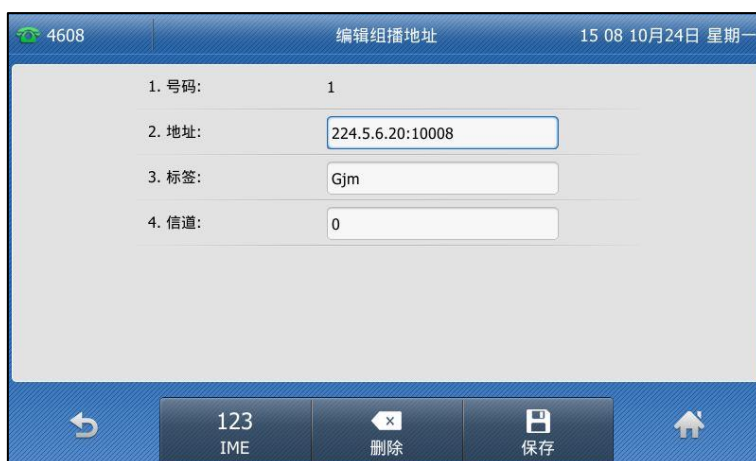 4608 编辑组播地址 15 08 10月24日 星期一
1. 号码: 1
2. 地址: 224.5.6.20:10008
3. 标签: Gjm
4. 信道: 0
123 IME 删除 保存